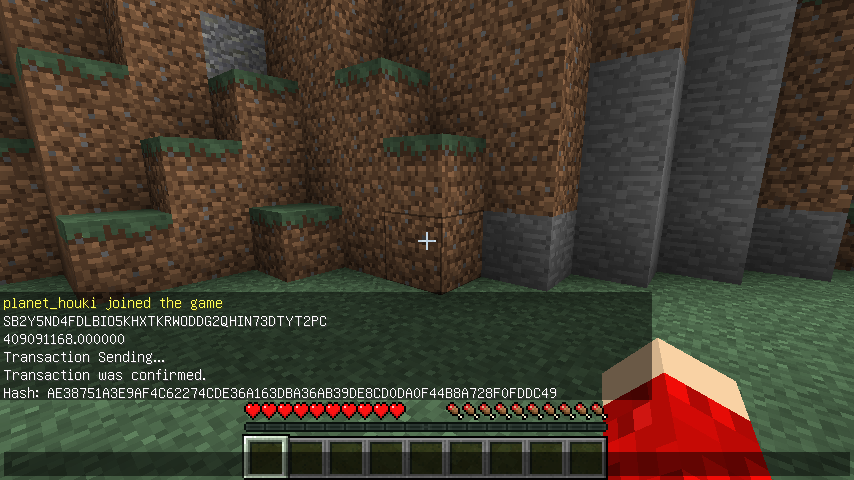 planet_houki joined the game
SB2Y5ND4FDLBIO5KHXTKRWODDG2QHIN73DTYT2PC
409091168.000000
Transaction Sending...
Transaction was confirmed.
Hash: AE38751A3E9AF4C62274CDE36A163DBA36AB39DE8CD0DA0F44B8A728F0FDDC49